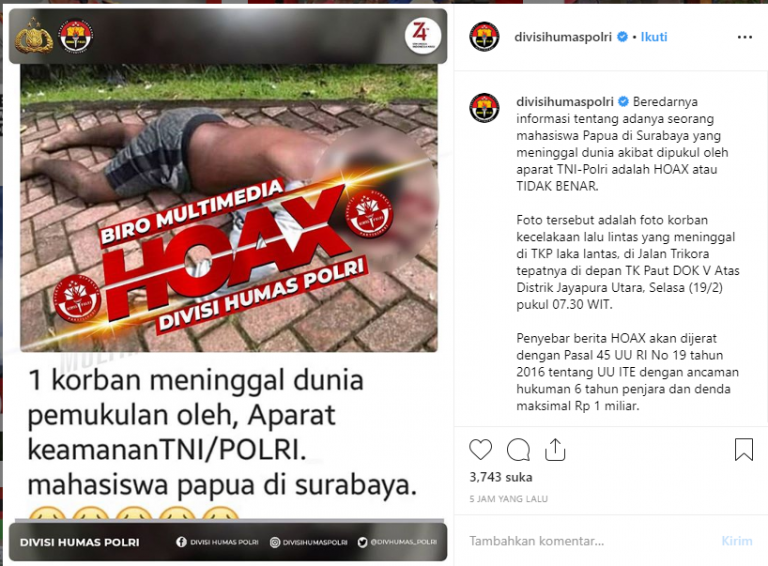 74
BIRO MULTIMEDIA
HOAX
DIVISI HUMAS POLRI
1 korban meninggal dunia
pemukulan oleh, Aparat
keamananTNI/POLRI.
mahasiswa papua di surabaya.
DIVISI HUMAS POLRI
DIVISI HUMAS POLRI
DIVISIHUMASPOLRI
@DIVHUMAS_POLRI
divisihumaspolri • Ikuti
divisihumaspolri Beredarnya
informasi tentang adanya seorang
mahasiswa Papua di Surabaya yang
meninggal dunia akibat dipukul oleh
aparat TNI-Polri adalah HOAX atau
TIDAK BENAR.
Foto tersebut adalah foto korban
kecelakaan lalu lintas yang meninggal
di TKP laka lantas, di Jalan Trikora
tepatnya di depan TK Paut DOK V Atas
Distrik Jayapura Utara, Selasa (19/2)
pukul 07.30 WIT.
Penyebar berita HOAX akan dijerat
dengan Pasal 45 UU RI No 19 tahun
2016 tentang UU ITE dengan ancaman
hukuman 6 tahun penjara dan denda
maksimal Rp 1 miliar.
3,743 suka
5 JAM YANG LALU
Tambahkan komentar...
Kirim